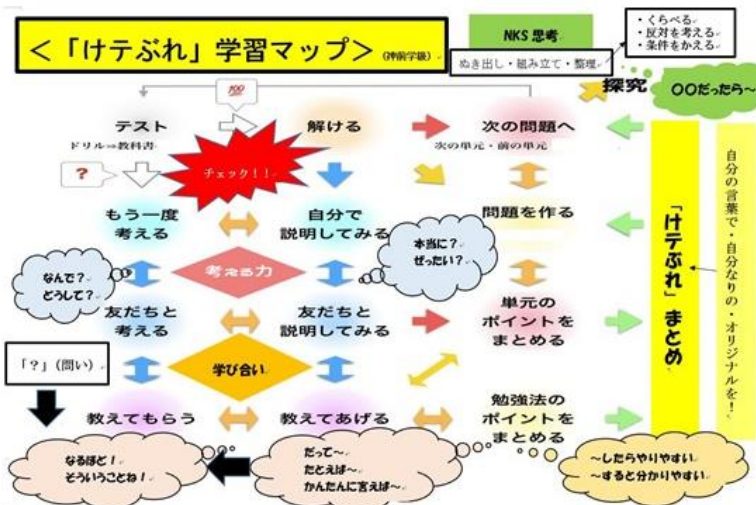 ＜「けテぶれ」学習マップ＞（神前学級）
NKS 思考
ぬき出し・組み立て・整理
・くらべる
・反対を考える
・条件をかえる
探究
〇〇だったら～
100
テスト
ドリル⇒教科書
解ける
次の問題へ
次の単元・前の単元
？
チェック！！
もう一度
考える
自分で
説明してみる
問題を作る
なんで？
どうして？
考える力
本当に？
ぜったい？
友だちと
考える
友だちと
説明してみる
単元の
ポイントを
まとめる
「？」（問い）
学び合い
教えてもらう
教えてあげる
勉強法の
ポイントを
まとめる
「けテぶれ」まとめ
自分の言葉で・自分なりの・オリジナルを！
なるほど！
そういうことね！
だって～
たとえば～
かんたんに言えば～
～したらやりやすい
～すると分かりやすい